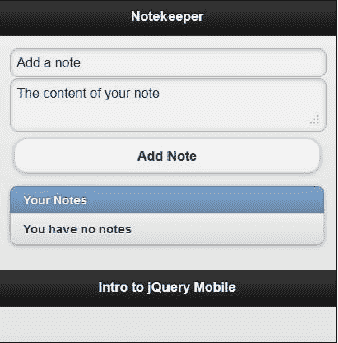 Notekeeper
Add a note
The content of your note
Add Note
Your Notes
You have no notes
Intro to jQuery Mobile